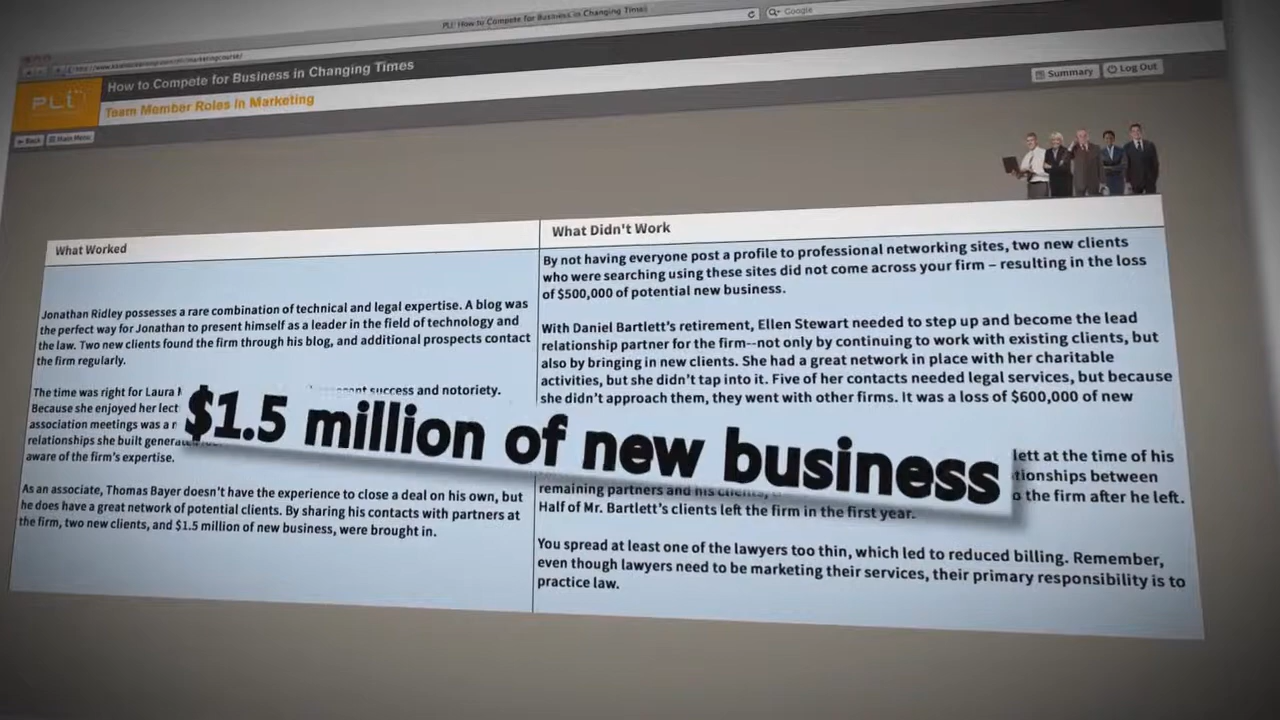 PLI: How to Compete for Business in Changing Times
Google
PLI
How to Compete for Business in Changing Times
Team Member Roles in Marketing
Summary
Log Out
Back
Main Menu
What Worked
Jonathan Ridley possesses a rare combination of technical and legal expertise. A blog was
the perfect way for Jonathan to present himself as a leader in the field of technology and
the law. Two new clients found the firm through his blog, and additional prospects contact
the firm regularly.
The time was right for Laura
success and notoriety.
Because she enjoyed her lect
association meetings was a
relationships she built
aware of the firm's expertise.
As an associate, Thomas Bayer doesn't have the experience to close a deal on his own, but
he does have a great network of potential clients. By sharing his contacts with partners at
the firm, two new clients, and $1.5 million of new business, were brought in.
$1.5 million of new business
What Didn't Work
By not having everyone post a profile to professional networking sites, two new clients
who were searching using these sites did not come across your firm – resulting in the loss
of $500,000 of potential new business.
With Daniel Bartlett's retirement, Ellen Stewart needed to step up and become the lead
relationship partner for the firm--not only by continuing to work with existing clients, but
also by bringing in new clients. She had a great network in place with her charitable
activities, but she didn't tap into it. Five of her contacts needed legal services, but because
she didn't approach them, they went with other firms. It was a loss of $600,000 of new
lett at the time of his
tionships between
remaining partners and his clients,
o the firm after he left.
Half of Mr. Bartlett's clients left the firm in the first year.
You spread at least one of the lawyers too thin, which led to reduced billing. Remember,
even though lawyers need to be marketing their services, their primary responsibility is to
practice law.